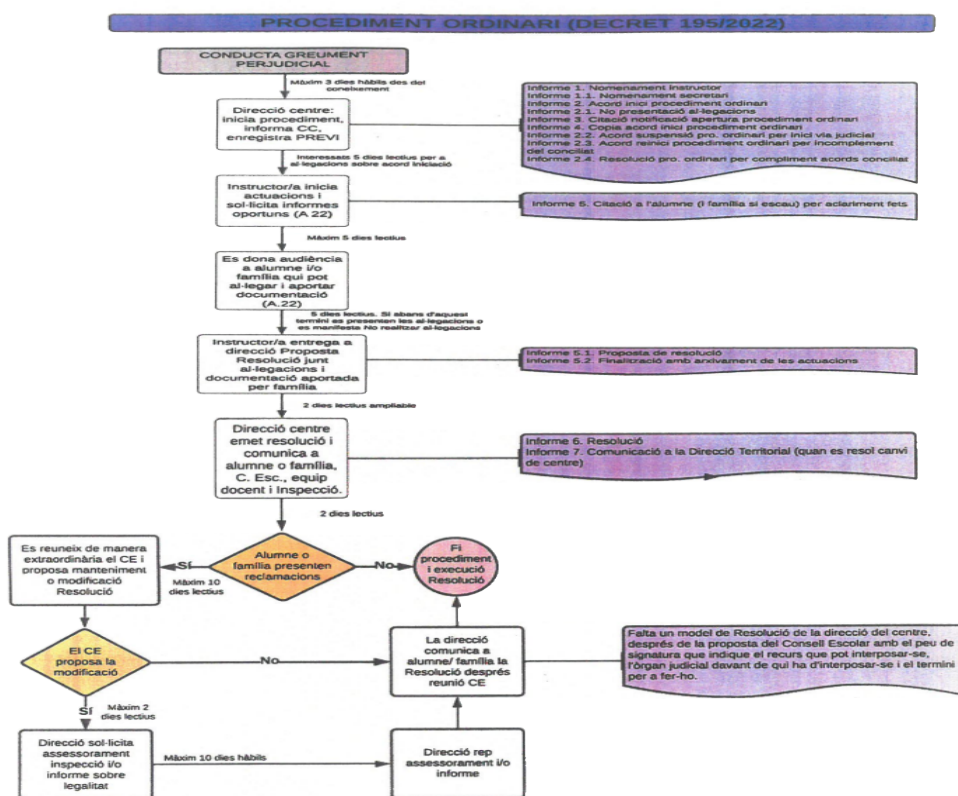 PROCEDIMENT ORDINARI (DECRET 195/2022)
CONDUCTA GREUMENT
PERJUDICIAL
Màxim 3 dies hàbils des del
coneixement
Direcció centre:
inicia procediment,
informa CC,
enregistra PREVI
Informe 1. Nomenament Instructor
Informe 1.1. Nomenament secretari
Informe 2. Acord inici procediment ordinari
Informe 2.1. No presentació al·legacions
Informe 3. Citació notificació apertura procediment ordinari
Informe 4. Copia acord inici procediment ordinari
Informe 2.2. Acord suspensió pro. ordinari per inici via judicial
Informe 2.3. Acord reinici procediment ordinari per incomplement
del conciliat
Informe 2.4. Resolució pro. ordinari per compliment acords conciliat
Interessats 5 dies lectius per a
al·legacions sobre acord Iniciació
Instructor/a inicia
actuacions i
sol·licita informes
oportuns (A 22)
Informe 5. Citació a l'alumne (i família si escau) per aclariment fets
Màxim 5 dies lectius
Es dona audiència
a alumne i/o
família qui pot
al·legar i aportar
documentació
(A.22)
5 dies lectius. Si abans d'aquest
termini es presenten les al·legacions o
es manifesta No realitzar al·legacions
Instructor/a entrega a
direcció Proposta
Resolució junt
al·legacions i
documentació aportada
per família
Informe 5.1. Proposta de resolució
Informe 5.2. Finalització amb arxivament de les actuacions
2 dies lectius ampliable
Direcció centre
emet resolució i
comunica a
alumne o família,
C. Esc., equip
docent i Inspecció.
Informe 6. Resolució
Informe 7. Comunicació a la Direcció Territorial (quan es resol canvi
de centre)
2 dies lectius
Es reuneix de manera
extraordinària el CE i
proposa manteniment
o modificació
Resolució
Sí
Màxim 10
dies lectius
Alumne o
família presenten
reclamacions
No
Fi
procediment
i execució
Resolució
El CE
proposa la
modificació
No
La direcció
comunica a
alumne/ família la
Resolució després
reunió CE
Falta un model de Resolució de la direcció del centre,
després de la proposta del Consell Escolar amb el peu de
signatura que indique el recurs que pot interposar-se,
l'òrgan judicial davant de qui ha d'interposar-se i el termini
per a fer-ho.
Sí
Màxim 2
dies lectius
Direcció sol·licita
assessorament
inspecció i/o
informe sobre
legalitat
Màxim 10 dies hàbils
Direcció rep
assessorament i/o
informe